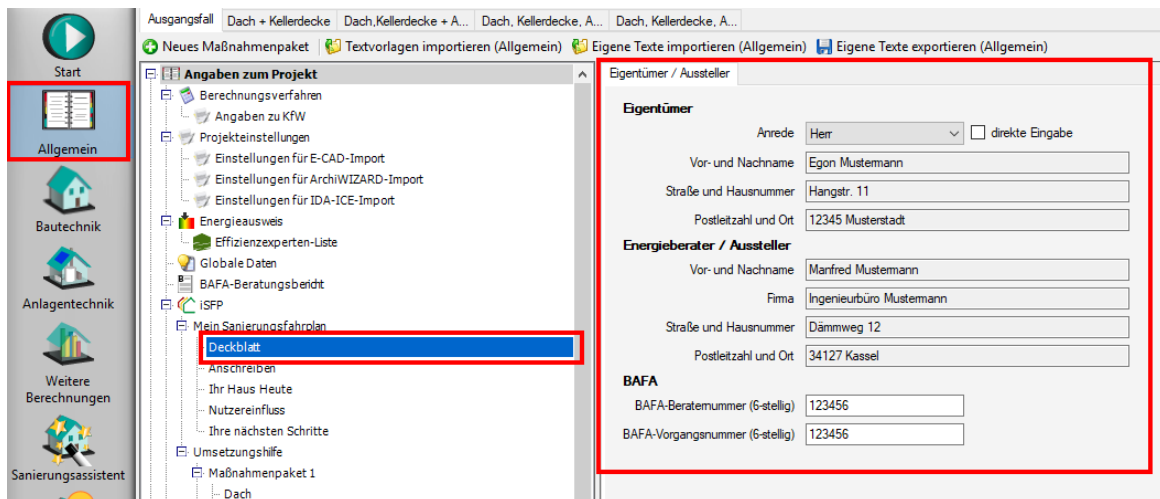 Ausgangsfall Dach + Kellerdecke Dach,Kellerdecke + A... Dach, Kellerdecke, A... Dach, Kellerdecke, A...
Neues Maßnahmenpaket Textvorlagen importieren (Allgemein) Eigene Texte importieren (Allgemein) Eigene Texte exportieren (Allgemein)
Start
Allgemein
Bautechnik
Anlagentechnik
Weitere
Berechnungen
Sanierungsassistent
Angaben zum Projekt
Berechnungsverfahren
Angaben zu KfW
Projekteinstellungen
Einstellungen für E-CAD-Import
Einstellungen für ArchiWIZARD-Import
Einstellungen für IDA-ICE-Import
Energieausweis
Effizienzexperten-Liste
Globale Daten
BAFA-Beratungsbericht
iSFP
Mein Sanierungsfahrplan
Deckblatt
Anschreiben
Ihr Haus Heute
Nutzereinfluss
Ihre nächsten Schritte
Umsetzungshilfe
Maßnahmenpaket 1
Dach
Eigentümer / Aussteller
Eigentümer
Anrede Herr direkte Eingabe
Vor- und Nachname Egon Mustermann
Straße und Hausnummer Hangstr. 11
Postleitzahl und Ort 12345 Musterstadt
Energieberater / Aussteller
Vor- und Nachname Manfred Mustermann
Firma Ingenieurbüro Mustermann
Straße und Hausnummer Dämmweg 12
Postleitzahl und Ort 34127 Kassel
BAFA
BAFA-Beraternummer (6-stellig) 123456
BAFA-Vorgangsnummer (6-stellig) 123456